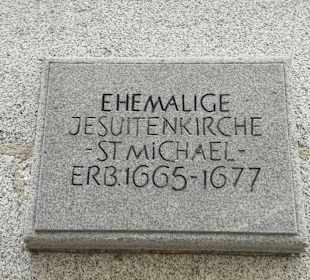 EHEMALIGE
JESUITENKIRCHE
-ST MiCHAEL-
ERB.1665-1677